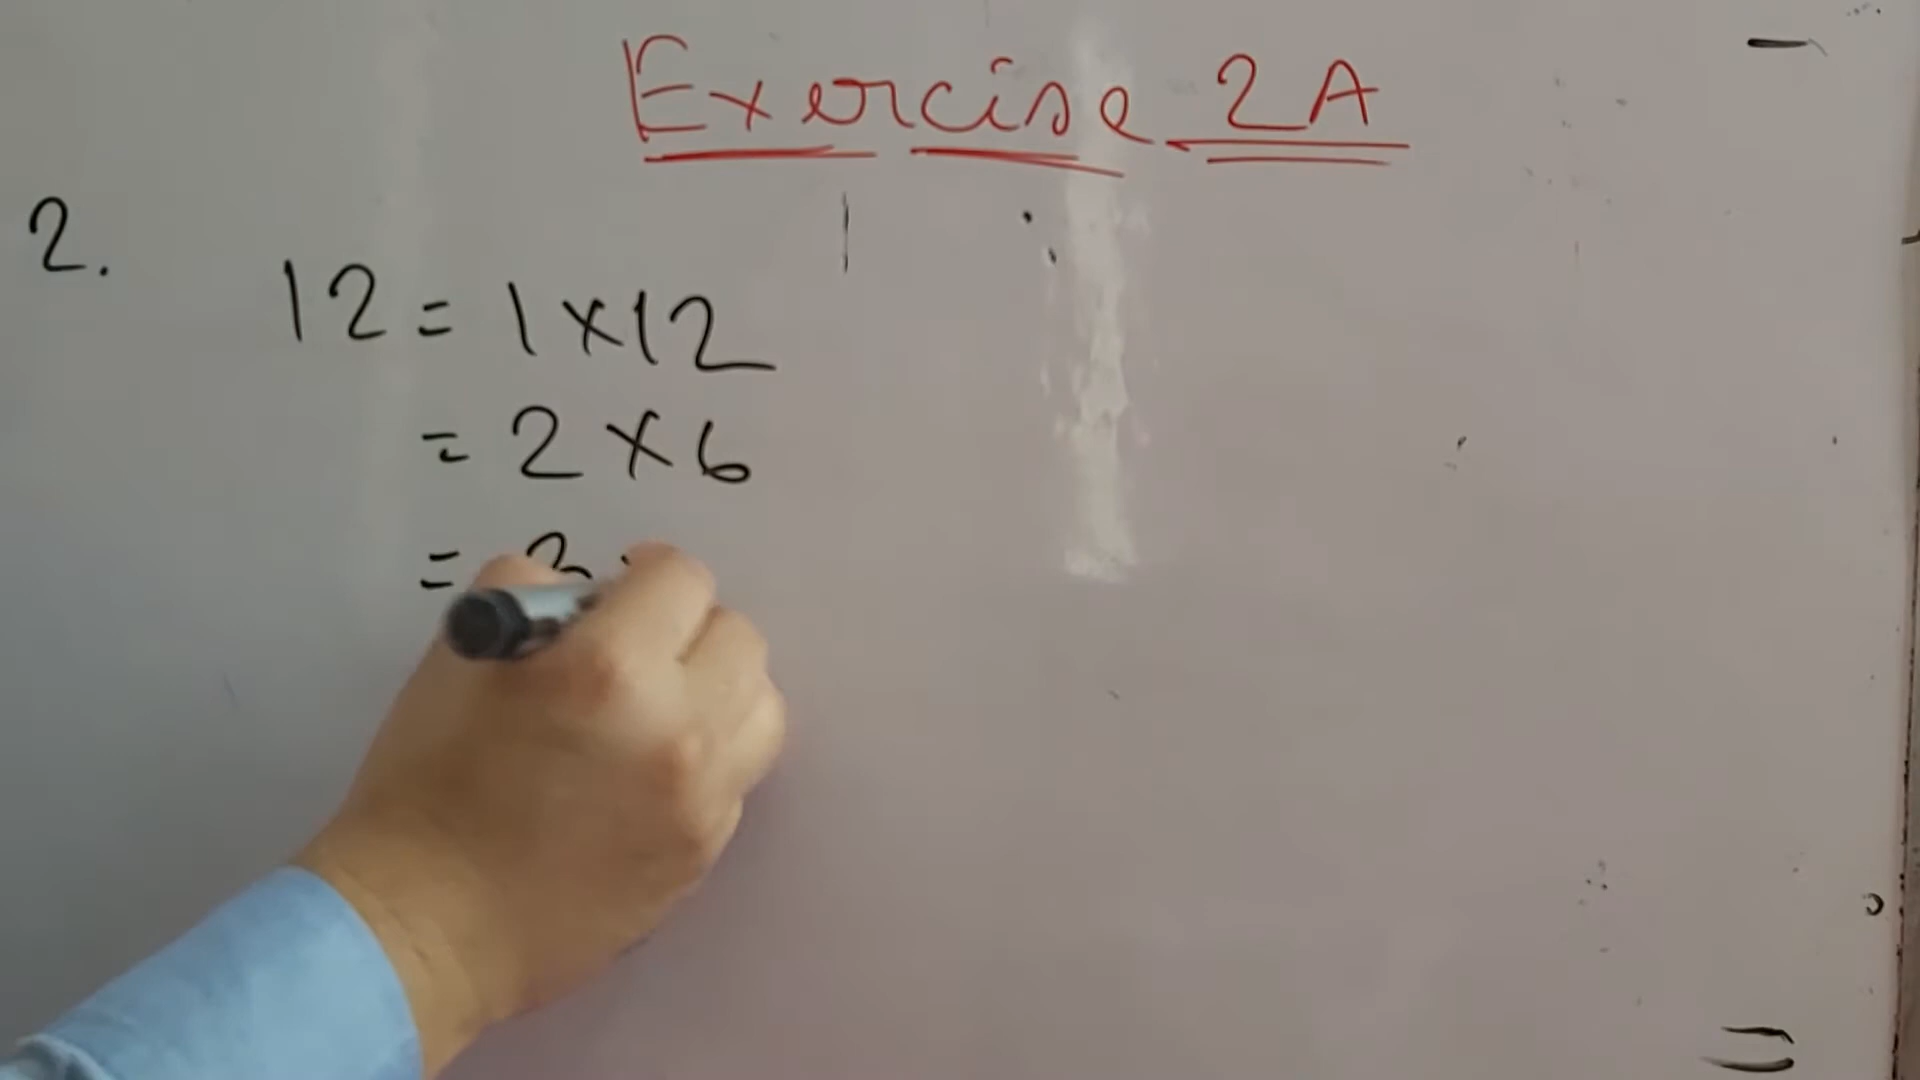 Exercise 2A
2.
12 = 1 × 12
= 2 × 6
= 3